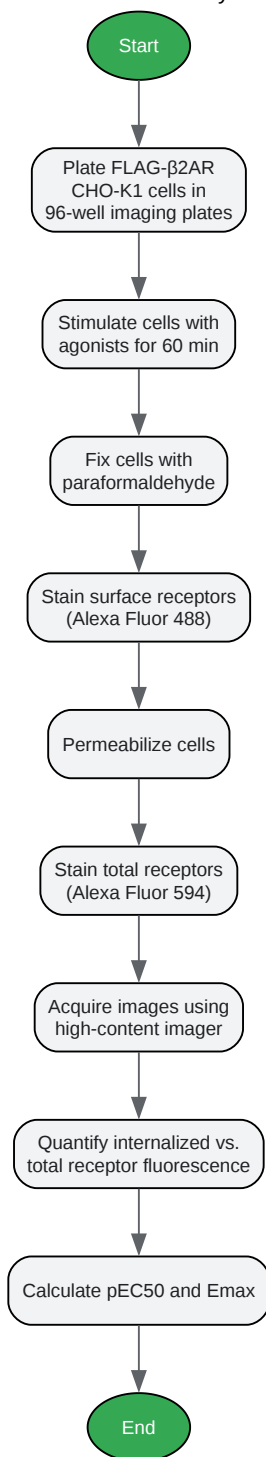 Start
Plate FLAG-β2AR
CHO-K1 cells in
96-well imaging plates
Stimulate cells with
agonists for 60 min
Fix cells with
paraformaldehyde
Stain surface receptors
(Alexa Fluor 488)
Permeabilize cells
Stain total receptors
(Alexa Fluor 594)
Acquire images using
high-content imager
Quantify internalized vs.
total receptor fluorescence
Calculate pEC50 and Emax
End